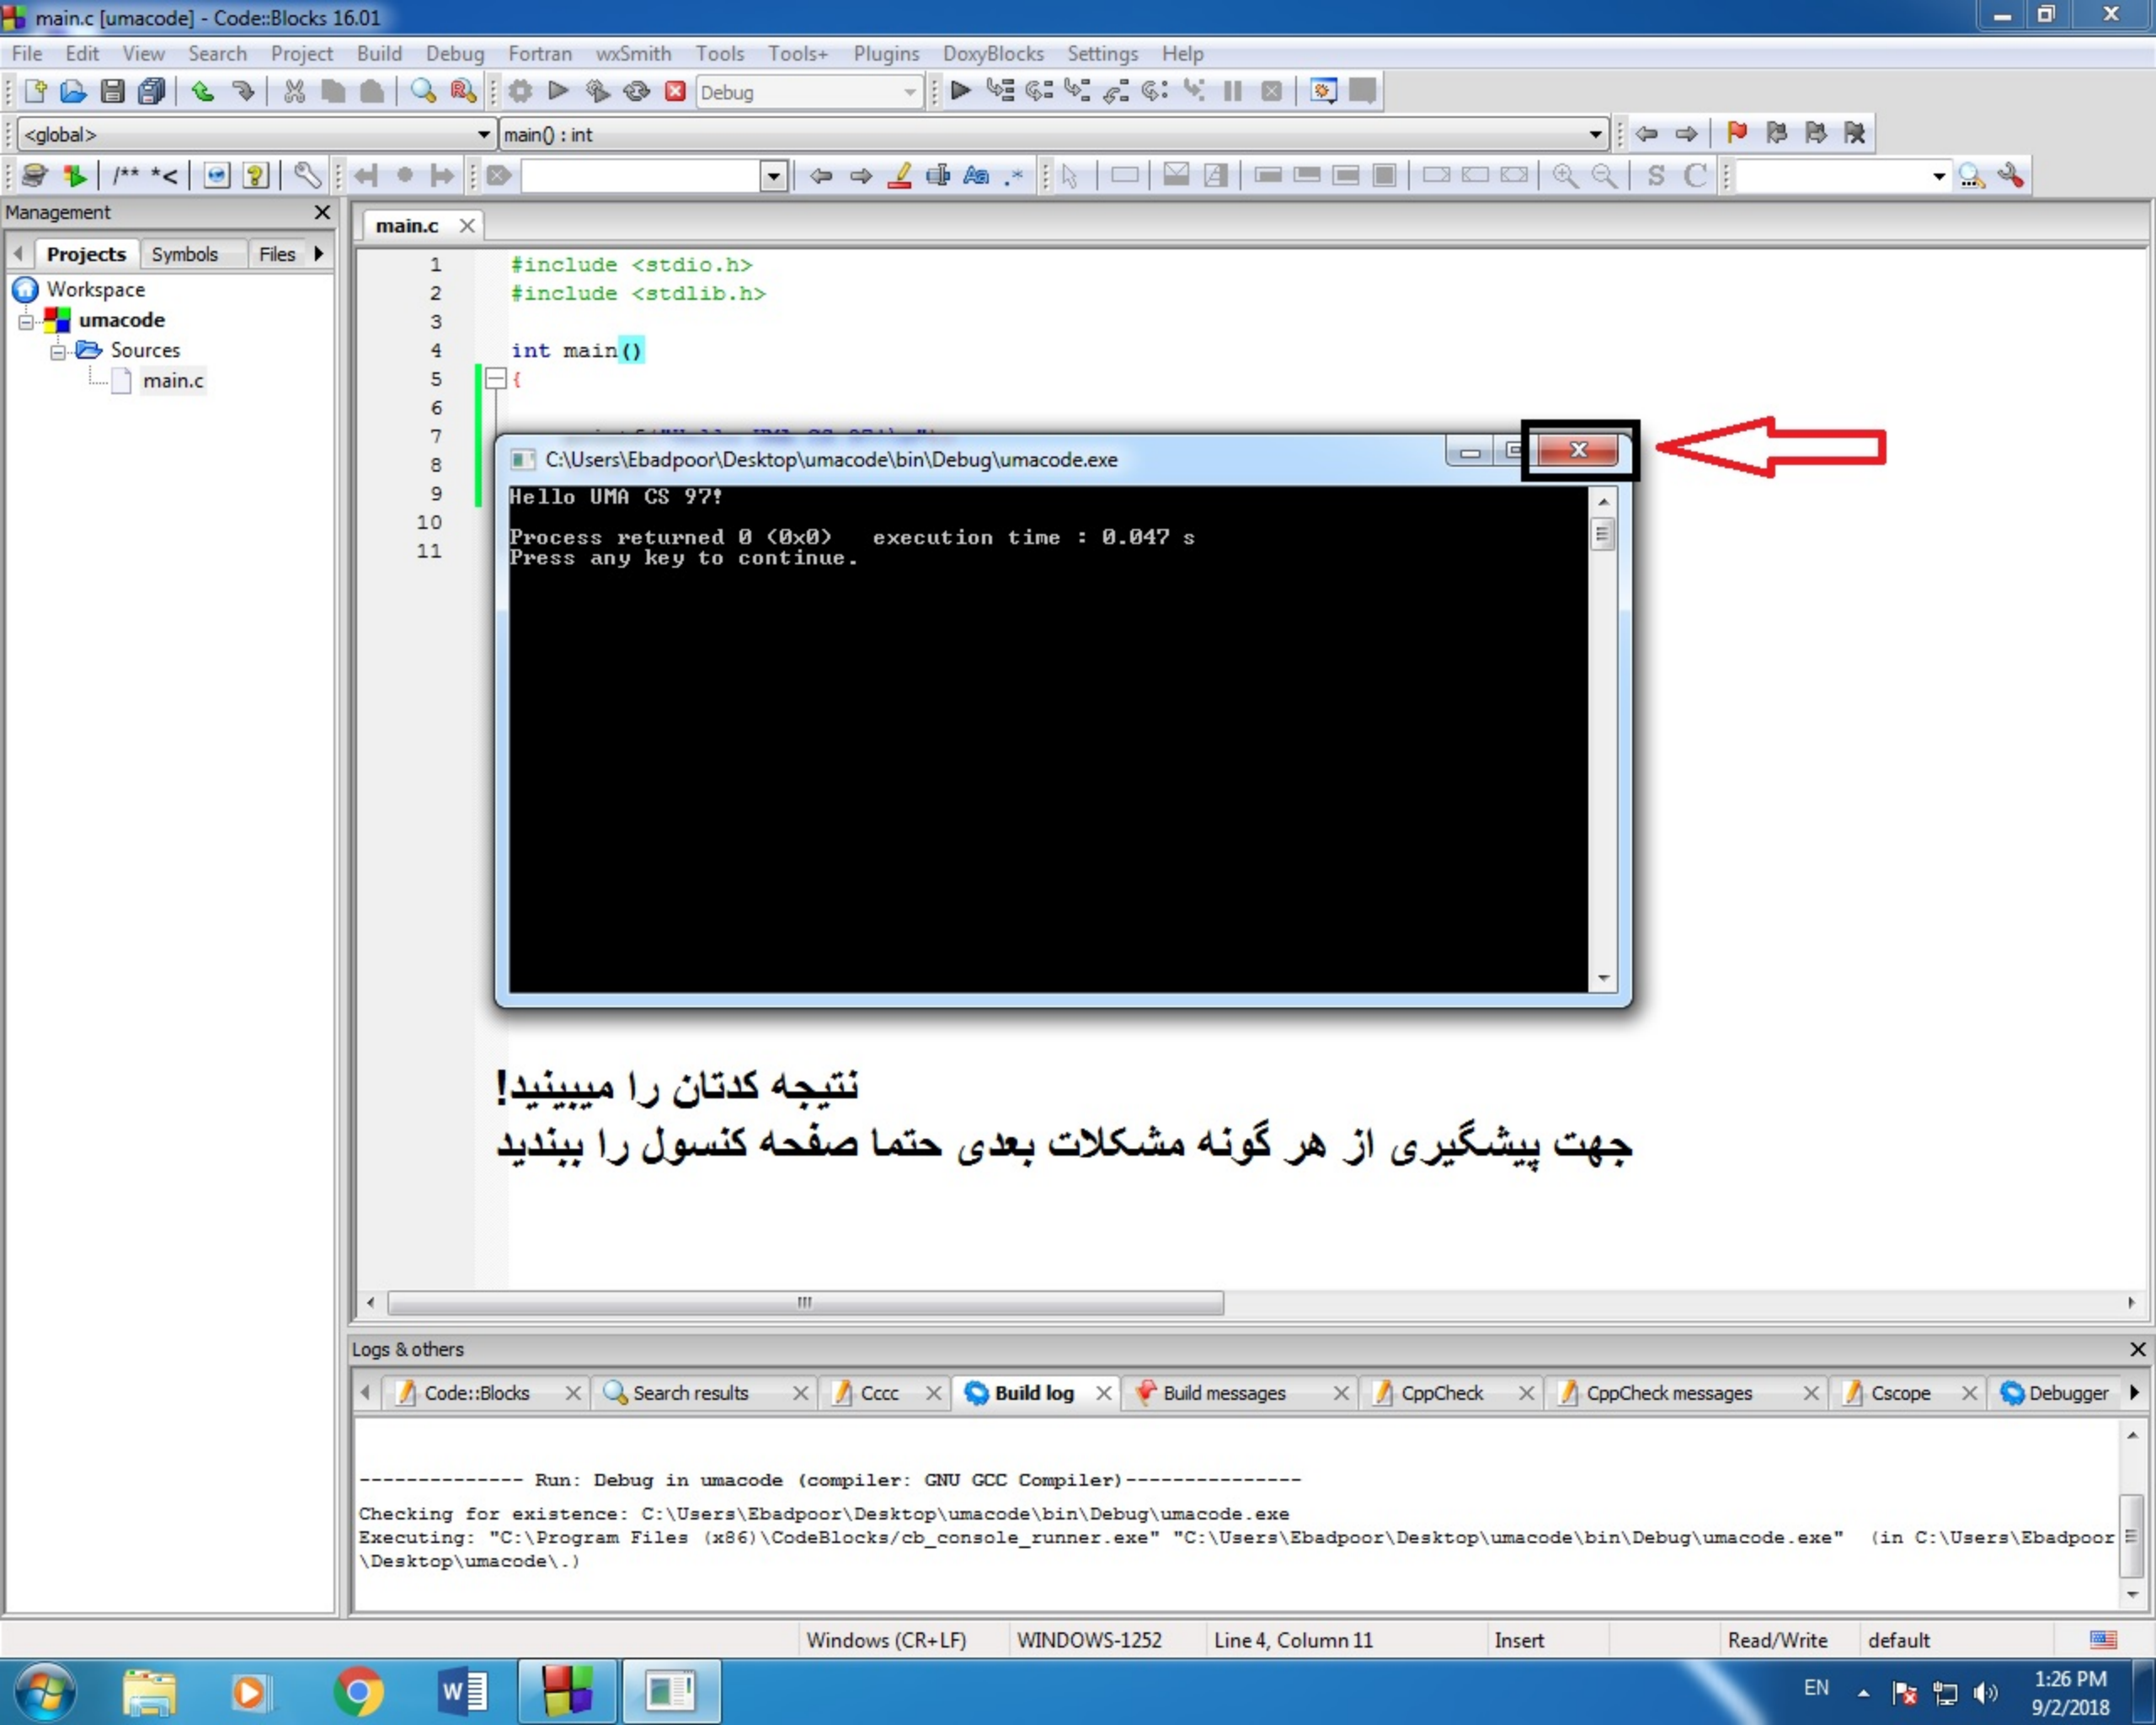 main.c [umacode] - Code::Blocks 16.01
File Edit View Search Project Build Debug Fortran wxSmith Tools Tools+ Plugins DoxyBlocks Settings Help
Debug
<global> main() : int
/** *<
Aa .* S C
Management
main.c
Projects Symbols Files
Workspace
umacode
Sources
main.c
1 #include <stdio.h>
2 #include <stdlib.h>
3
4 int main()
5 {
6
7
8
9
10
11
C:\Users\Ebadpoor\Desktop\umacode\bin\Debug\umacode.exe
Hello UMA CS 97!
Process returned 0 (0x0) execution time : 0.047 s
Press any key to continue.
نتیجه کدتان را میبینید!
جهت پیشگیری از هر گونه مشکلات بعدی حتما صفحه کنسول را ببندید
Logs & others
Code::Blocks Search results Cccc Build log Build messages CppCheck CppCheck messages Cscope Debugger
-------------- Run: Debug in umacode (compiler: GNU GCC Compiler)---------------
Checking for existence: C:\Users\Ebadpoor\Desktop\umacode\bin\Debug\umacode.exe
Executing: "C:\Program Files (x86)\CodeBlocks/cb_console_runner.exe" "C:\Users\Ebadpoor\Desktop\umacode\bin\Debug\umacode.exe" (in C:\Users\Ebadpoor
\Desktop\umacode\.)
Windows (CR+LF) WINDOWS-1252 Line 4, Column 11 Insert Read/Write default
EN
1:26 PM
9/2/2018